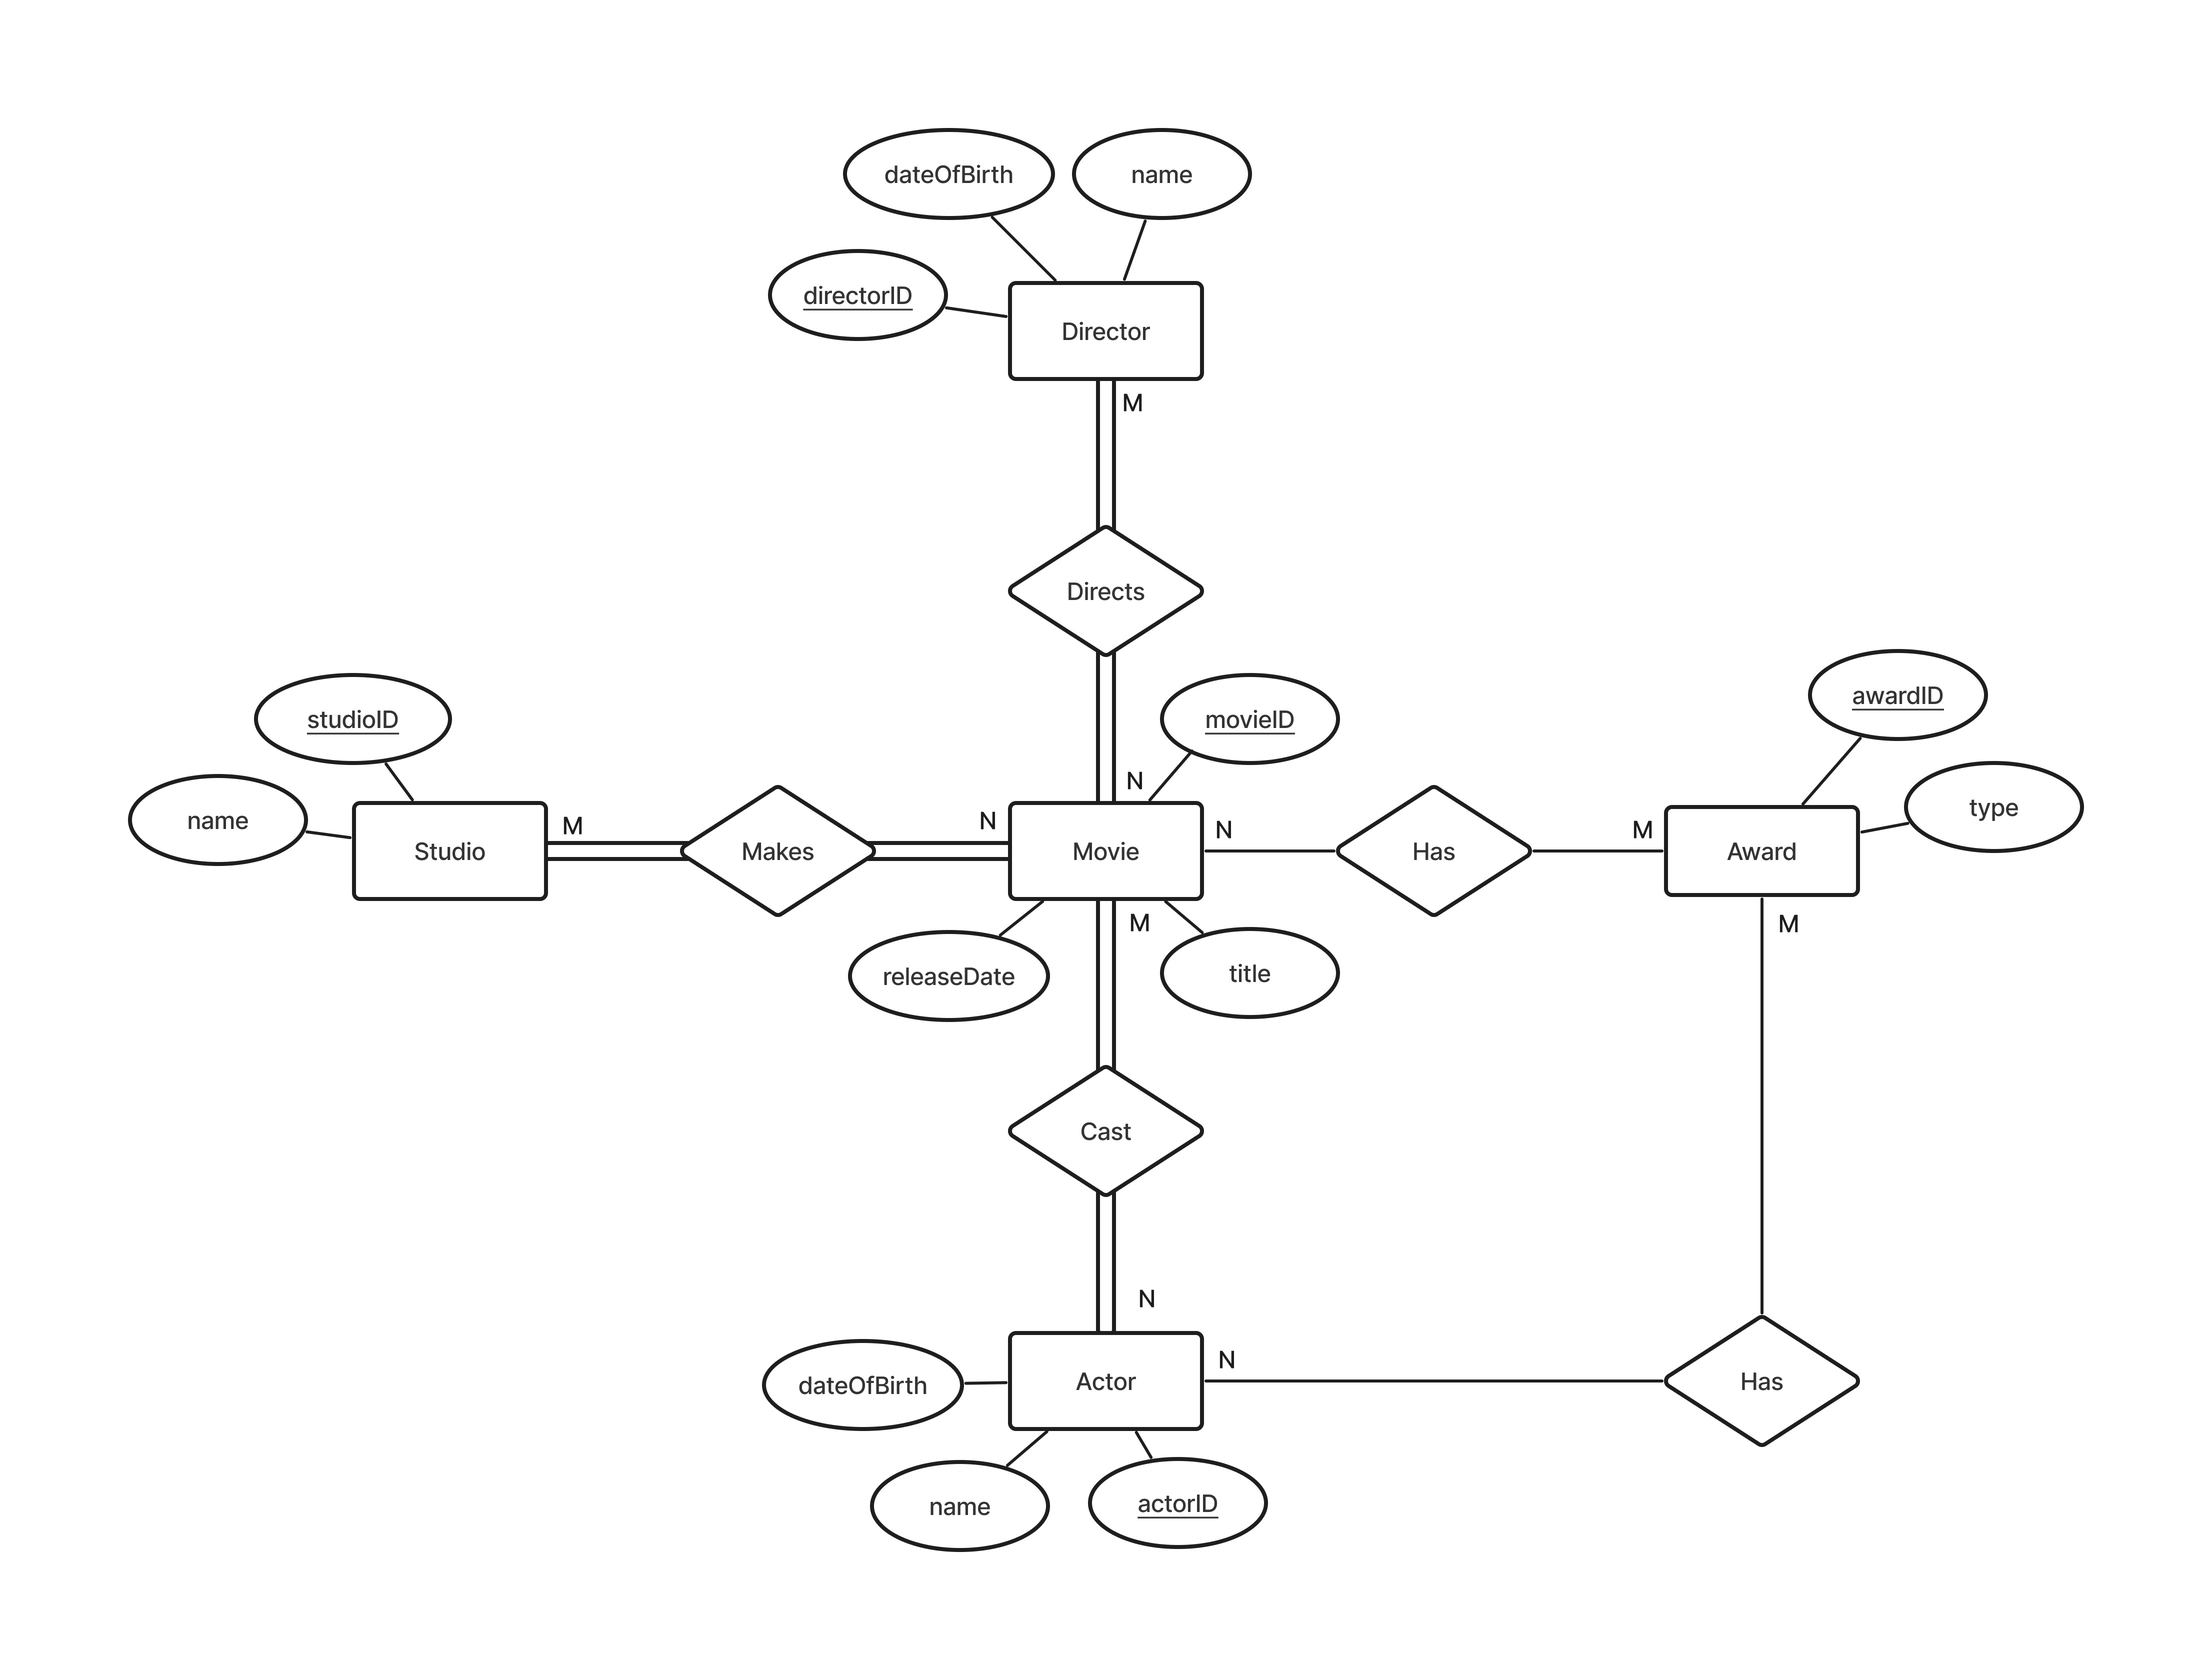 dateOfBirth
name
directorID
Director
M
Directs
studioID
movieID
awardID
name
N
type
Studio
M
Makes
N
Movie
N
Has
M
Award
M
M
releaseDate
title
Cast
N
dateOfBirth
Actor
N
Has
name
actorID